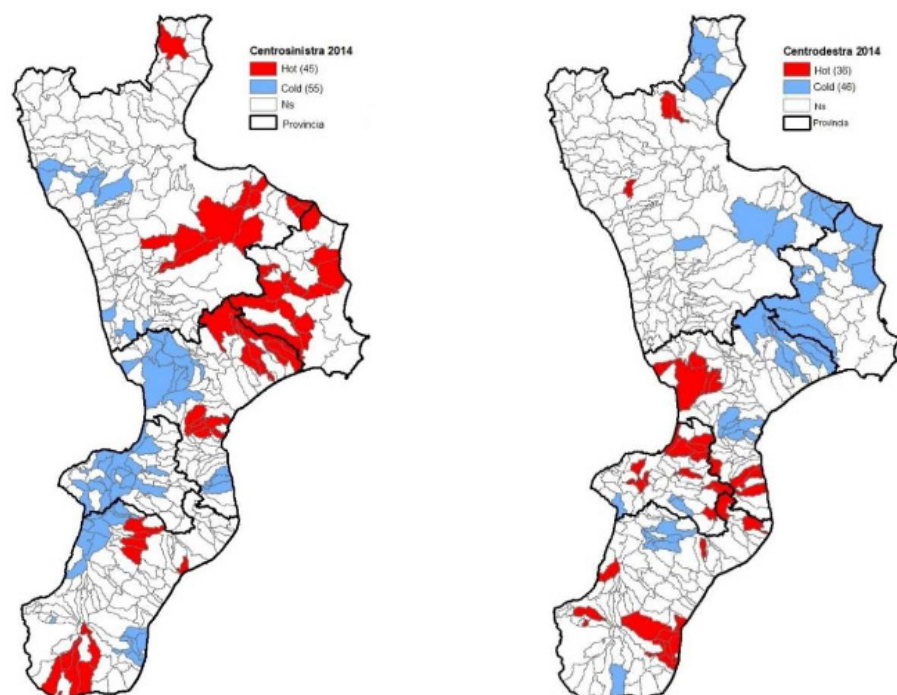 Centrosinistra 2014
Hot (45)
Cold (55)
Ns
Provincia
Centrodestra 2014
Hot (36)
Cold (46)
Ns
Provincia